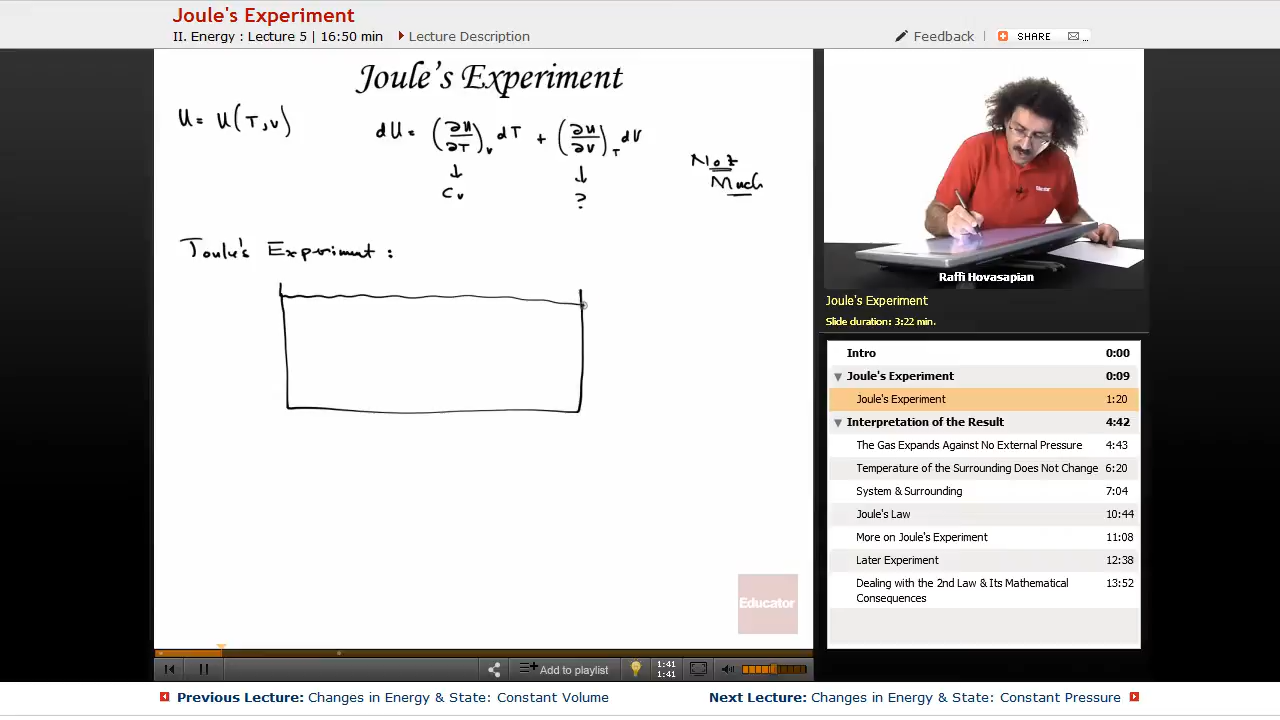 Joule's Experiment
II. Energy : Lecture 5 | 16:50 min Lecture Description
Feedback SHARE
Joule's Experiment
U = U(T,V) dU = (∂U/∂T)_V dT + (∂U/∂V)_T dV
↓ ↓
Cv ?
Not
Much
Joule's Experiment :
Educator
Raffi Hovasapian
Joule's Experiment
Slide duration: 3:22 min.
Intro 0:00
Joule's Experiment 0:09
Joule's Experiment 1:20
Interpretation of the Result 4:42
The Gas Expands Against No External Pressure 4:43
Temperature of the Surrounding Does Not Change 6:20
System & Surrounding 7:04
Joule's Law 10:44
More on Joule's Experiment 11:08
Later Experiment 12:38
Dealing with the 2nd Law & Its Mathematical
Consequences 13:52
Add to playlist 1:41
1:41
Previous Lecture: Changes in Energy & State: Constant Volume
Next Lecture: Changes in Energy & State: Constant Pressure